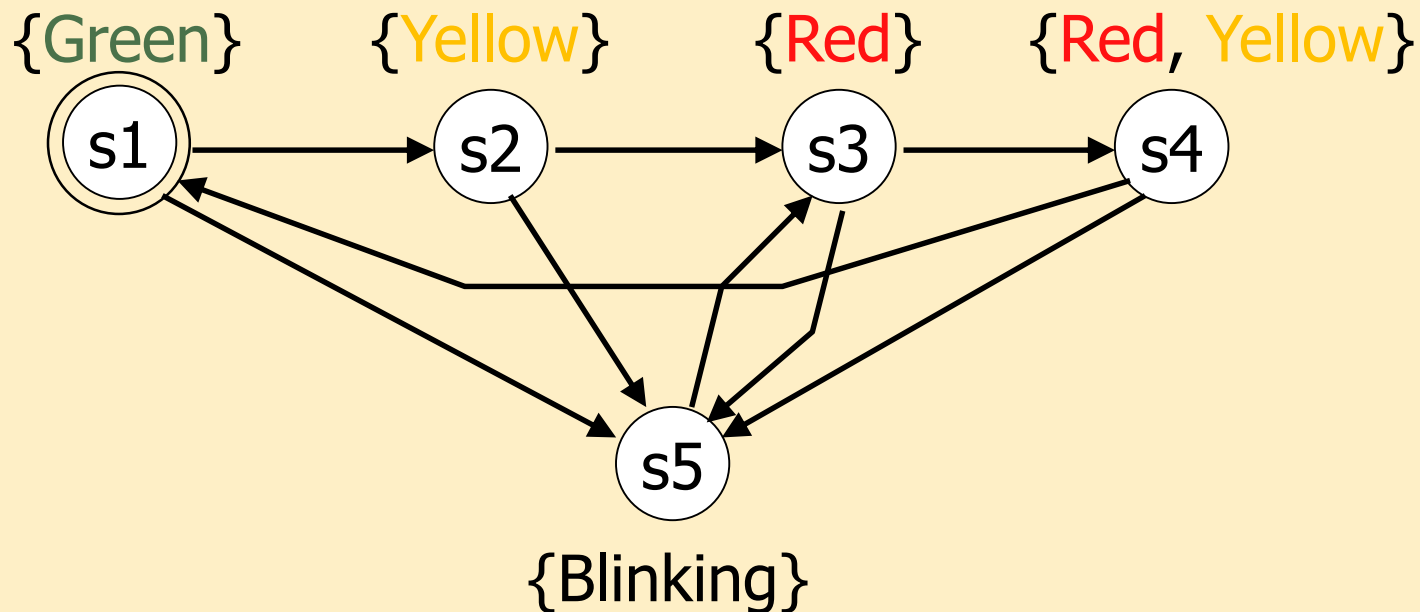 {Green} {Yellow} {Red} {Red, Yellow}
s1 s2 s3 s4
s5
{Blinking}